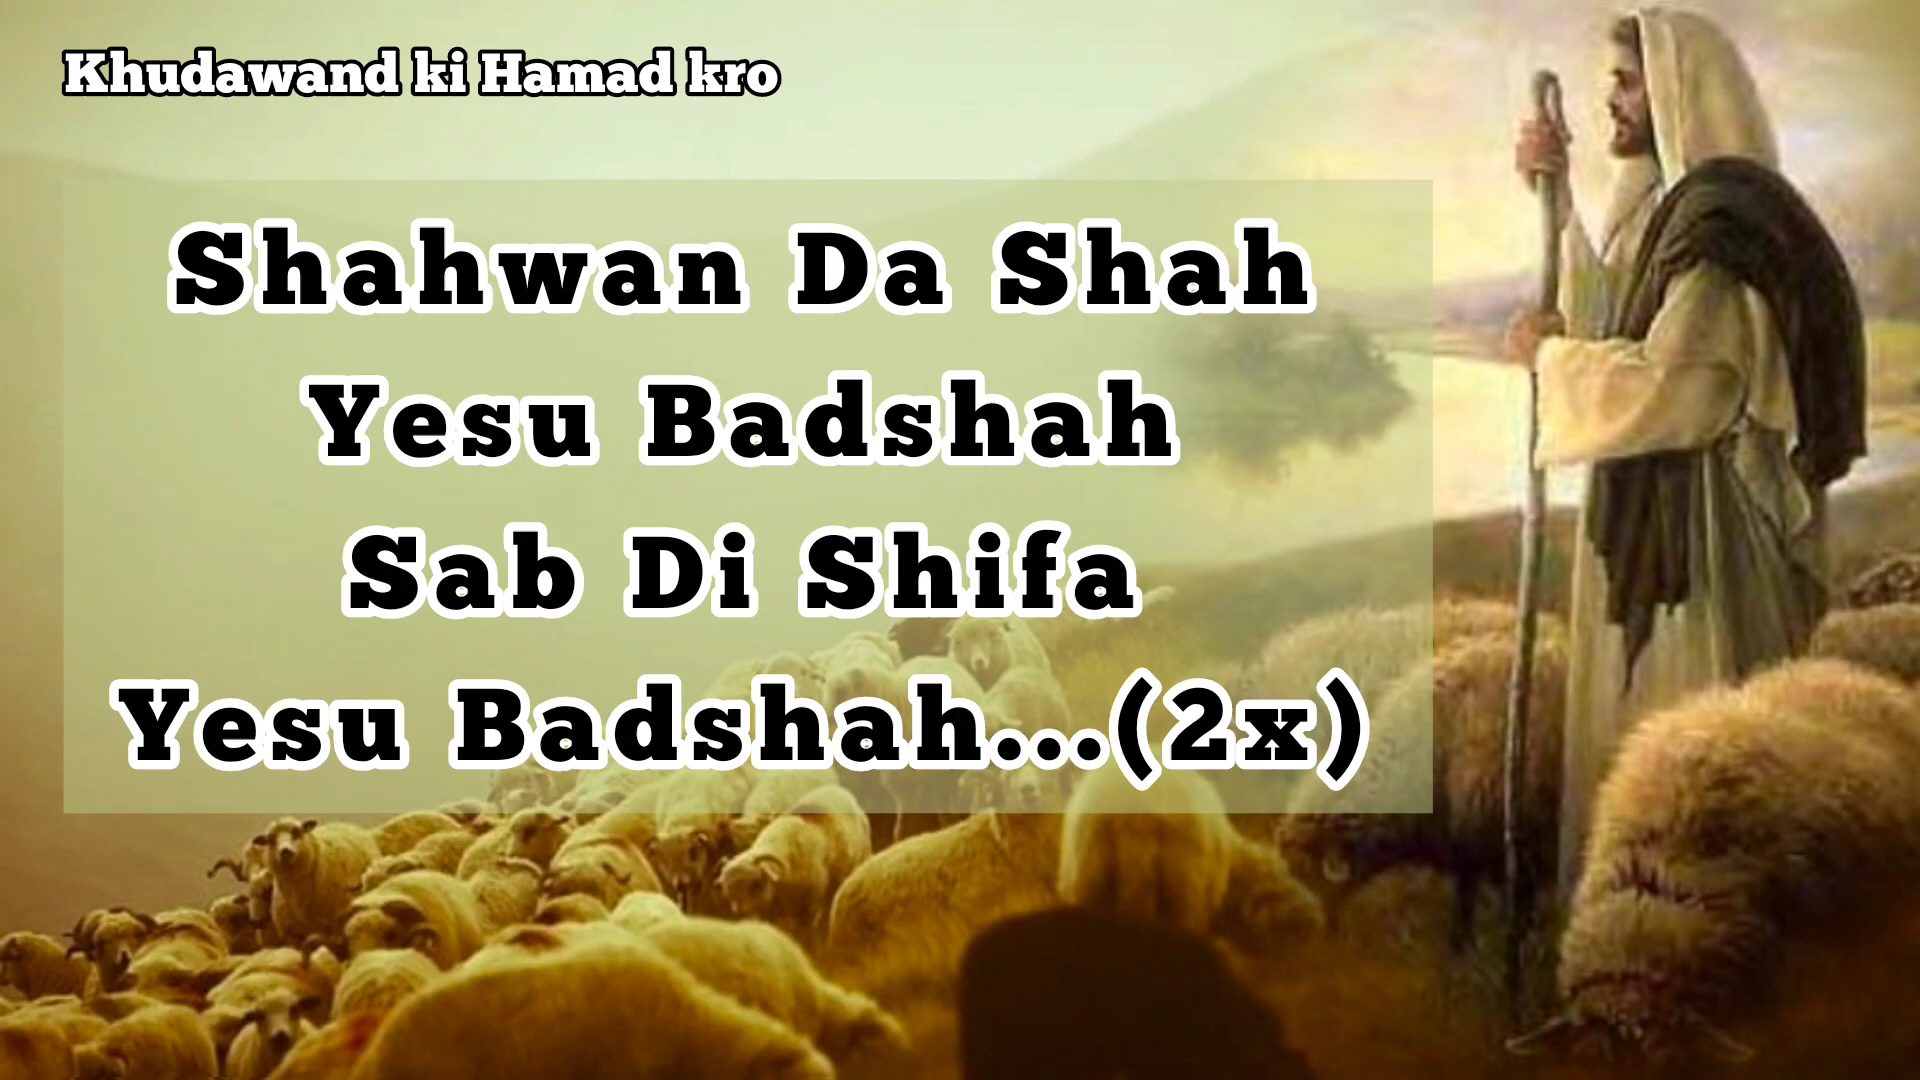 Khudawand ki Hamad kro
Shahwan Da Shah
Yesu Badshah
Sab Di Shifa
Yesu Badshah...(2x)